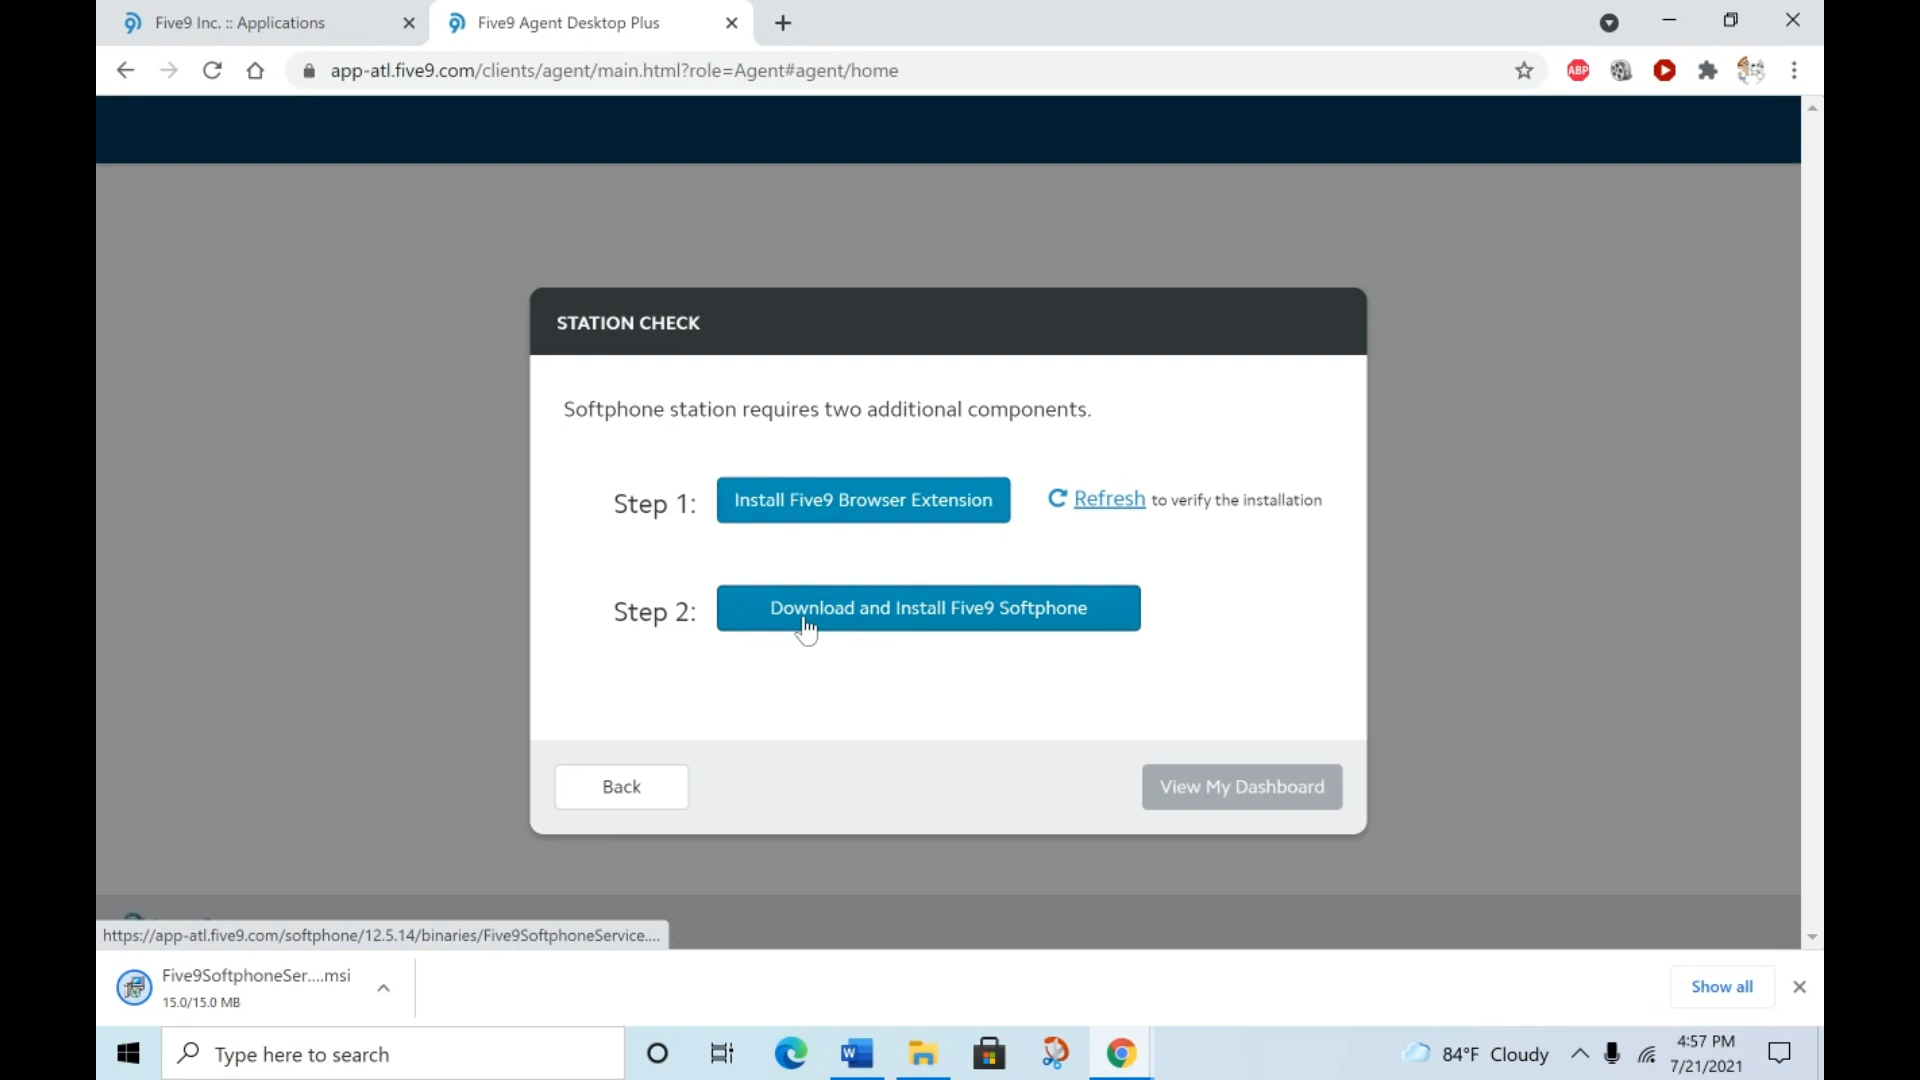 Five9 Inc. :: Applications
Five9 Agent Desktop Plus
app-atl.five9.com/clients/agent/main.html?role=Agent#agent/home
ABP
STATION CHECK
Softphone station requires two additional components.
Step 1:
Install Five9 Browser Extension
Refresh to verify the installation
Step 2:
Download and Install Five9 Softphone
Back
View My Dashboard
https://app-atl.five9.com/softphone/12.5.14/binaries/Five9SoftphoneService....
Five9SoftphoneSer....msi
15.0/15.0 MB
Show all
Type here to search
W
84°F Cloudy
4:57 PM
7/21/2021